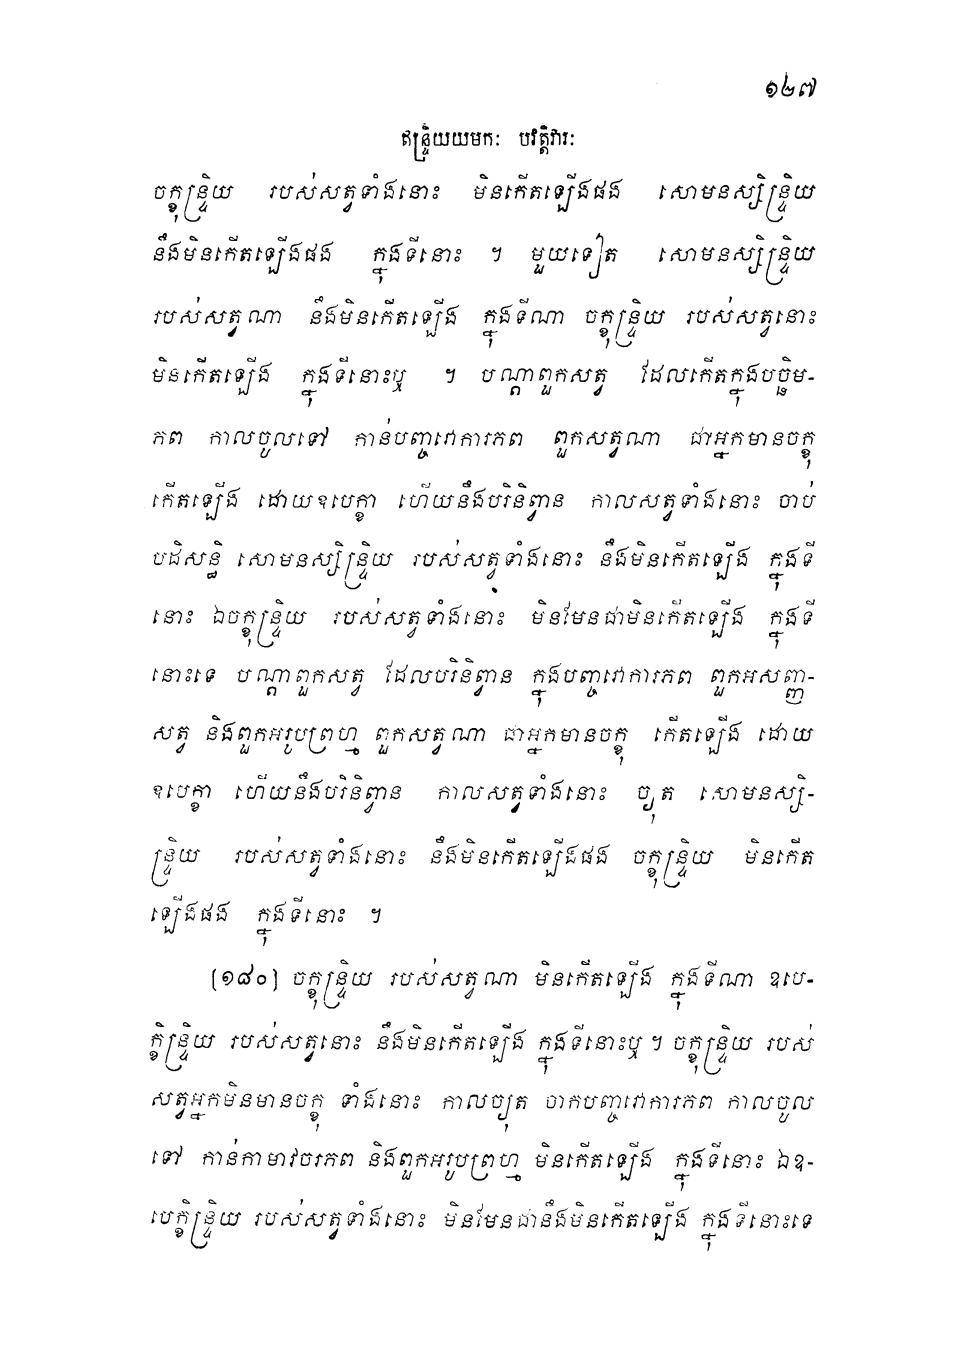 ១២៧
ឥន្ទ្រិយយមកៈ បវត្តិវារៈ
ចក្ខុន្ទ្រិយ របស់សត្វទាំងនោះ មិនកើតឡើងផង សោមនស្សិន្ទ្រិយ
នឹងមិនកើតឡើងផង ក្នុងទីនោះ ។ មួយទៀត សោមនស្សិន្ទ្រិយ
របស់សត្វណា នឹងមិនកើតឡើង ក្នុងទីណា ចក្ខុន្ទ្រិយ របស់សត្វនោះ
មិនកើតឡើង ក្នុងទីនោះឬ ។ បណ្តាពួកសត្វ ដែលកើតក្នុងបច្ឆិម-
ភព កាលចូលទៅ កាន់បញ្ចវោការភព ពួកសត្វណា ជាអ្នកមានចក្ខុ
កើតឡើង ដោយឧបេក្ខា ហើយនឹងបរិនិព្វាន កាលសត្វទាំងនោះ ចាប់
បដិសន្ធិ សោមនស្សិន្ទ្រិយ របស់សត្វទាំងនោះ នឹងមិនកើតឡើង ក្នុងទី
នោះ ឯចក្ខុន្ទ្រិយ របស់សត្វទាំងនោះ មិនមែនជាមិនកើតឡើង ក្នុងទី
នោះទេ បណ្តាពួកសត្វ ដែលបរិនិព្វាន ក្នុងបញ្ចវោការភព ពួកអសញ្ញ-
សត្វ និងពួកអរូបព្រហ្ម ពួកសត្វណា ជាអ្នកមានចក្ខុ កើតឡើង ដោយ
ឧបេក្ខា ហើយនឹងបរិនិព្វាន កាលសត្វទាំងនោះ ច្យុត សោមនស្សិ-
ន្ទ្រិយ របស់សត្វទាំងនោះ នឹងមិនកើតឡើងផង ចក្ខុន្ទ្រិយ មិនកើត
ឡើងផង ក្នុងទីនោះ ។
[១៨០] ចក្ខុន្ទ្រិយ របស់សត្វណា មិនកើតឡើង ក្នុងទីណា ឧបេ-
ក្ខិន្ទ្រិយ របស់សត្វនោះ នឹងមិនកើតឡើង ក្នុងទីនោះឬ ។ ចក្ខុន្ទ្រិយ របស់
សត្វអ្នកមិនមានចក្ខុ ទាំងនោះ កាលច្យុត ចាកបញ្ចវោការភព កាលចូល
ទៅ កាន់កាមាវចរភព និងពួកអរូបព្រហ្ម មិនកើតឡើង ក្នុងទីនោះ ឯឧ-
បេក្ខិន្ទ្រិយ របស់សត្វទាំងនោះ មិនមែនជានឹងមិនកើតឡើង ក្នុងទីនោះទេ